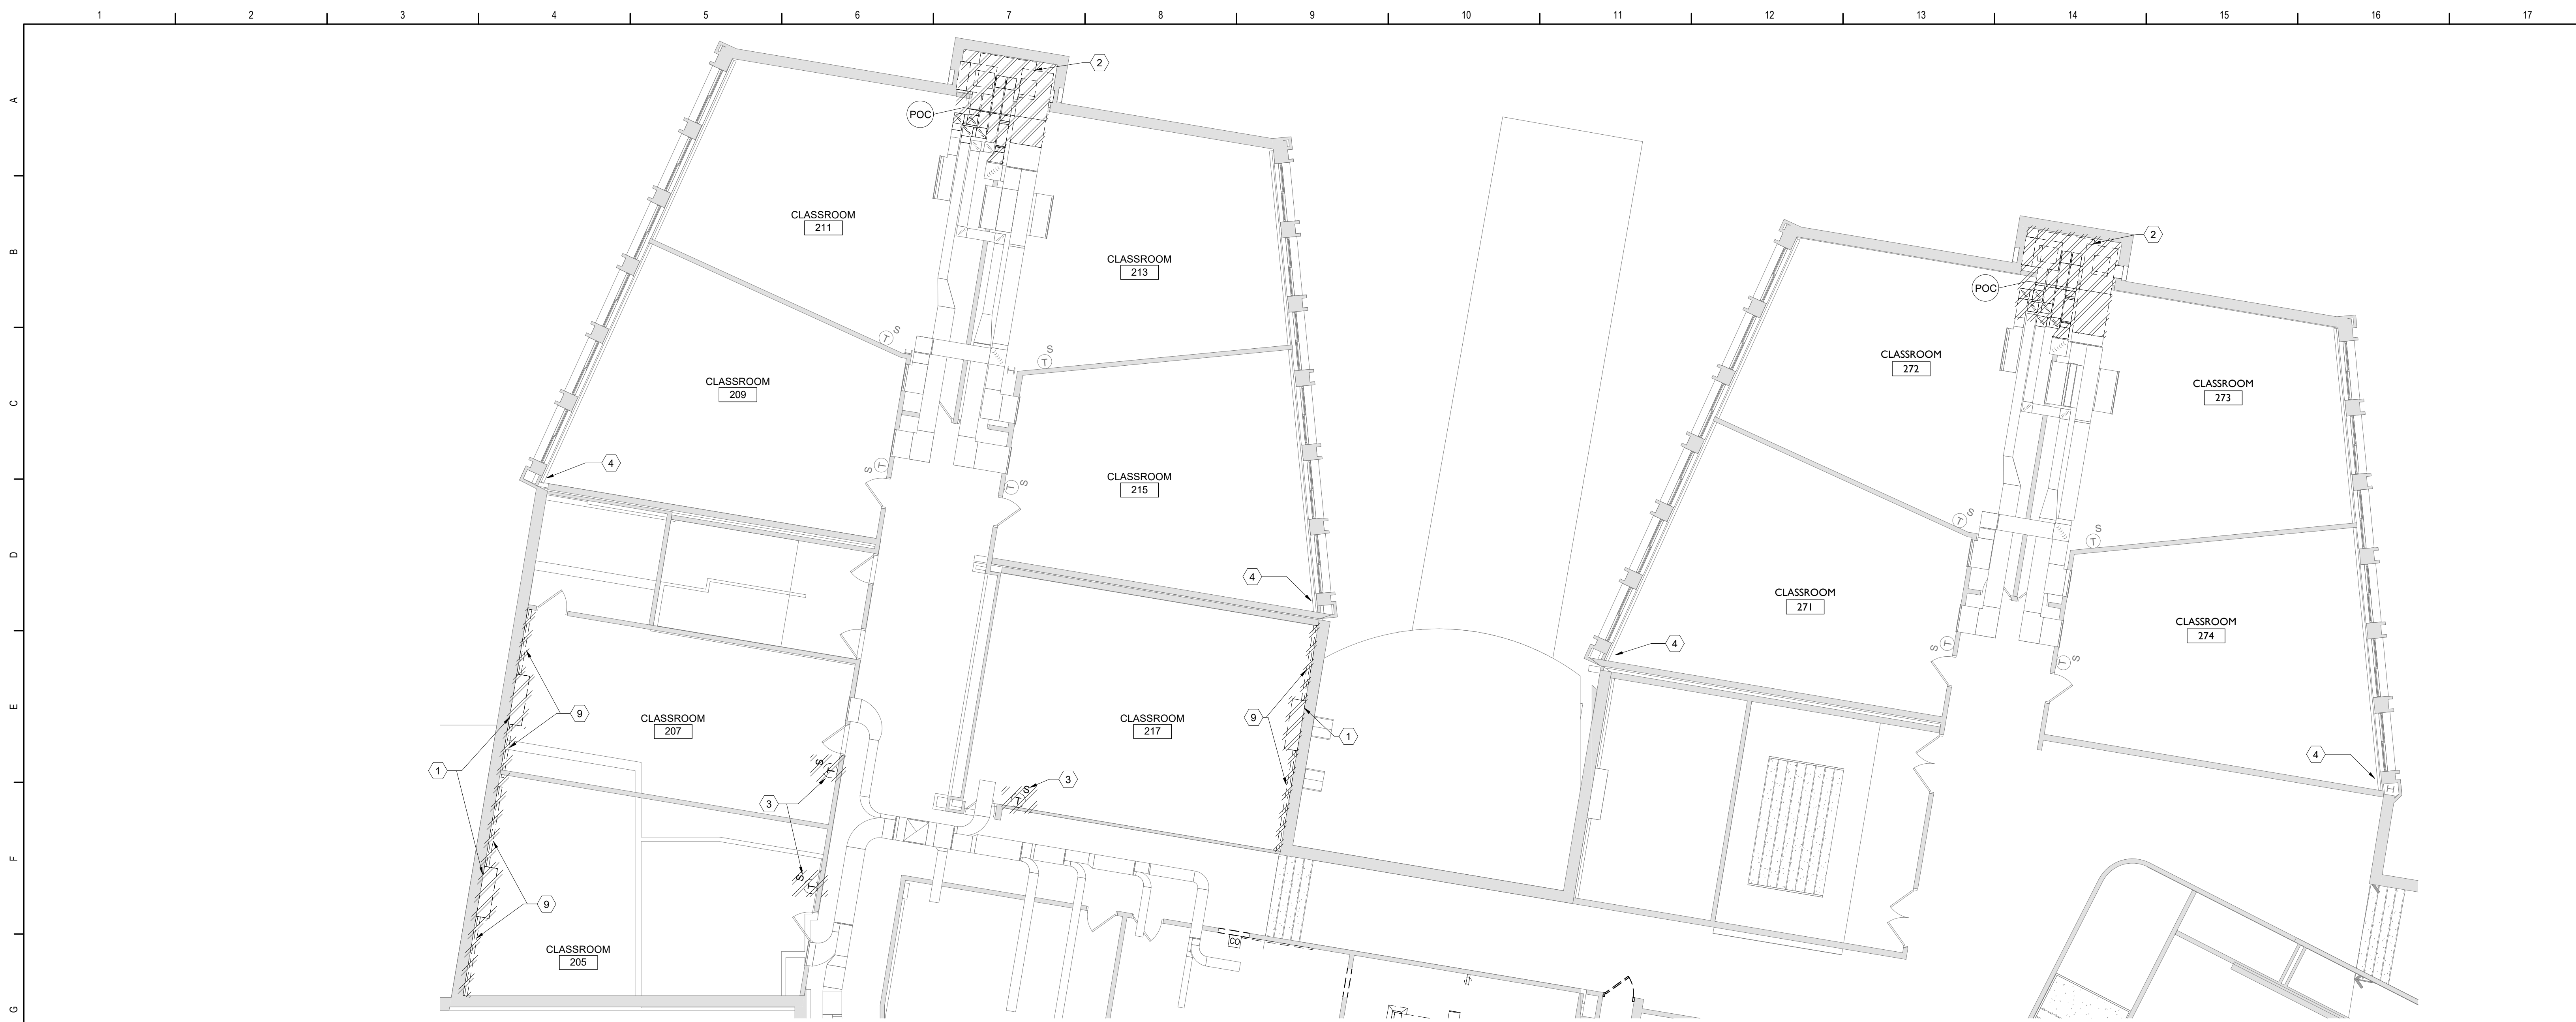 1 2 3 4 5 6 7 8 9 10 11 12 13 14 15 16 17
A
2
POC
CLASSROOM
211
B
CLASSROOM
213
2
POC
S
T
S
T
CLASSROOM
272
CLASSROOM
209
C
CLASSROOM
273
4
S T
CLASSROOM
215
T S
S
T
S
T
D
4
CLASSROOM
271
CLASSROOM
274
4
S T
T S
E
9
CLASSROOM
207
CLASSROOM
217
9
1
1
S
T
3
S
T
3
4
F
S
T
9
CLASSROOM
205
CO
G